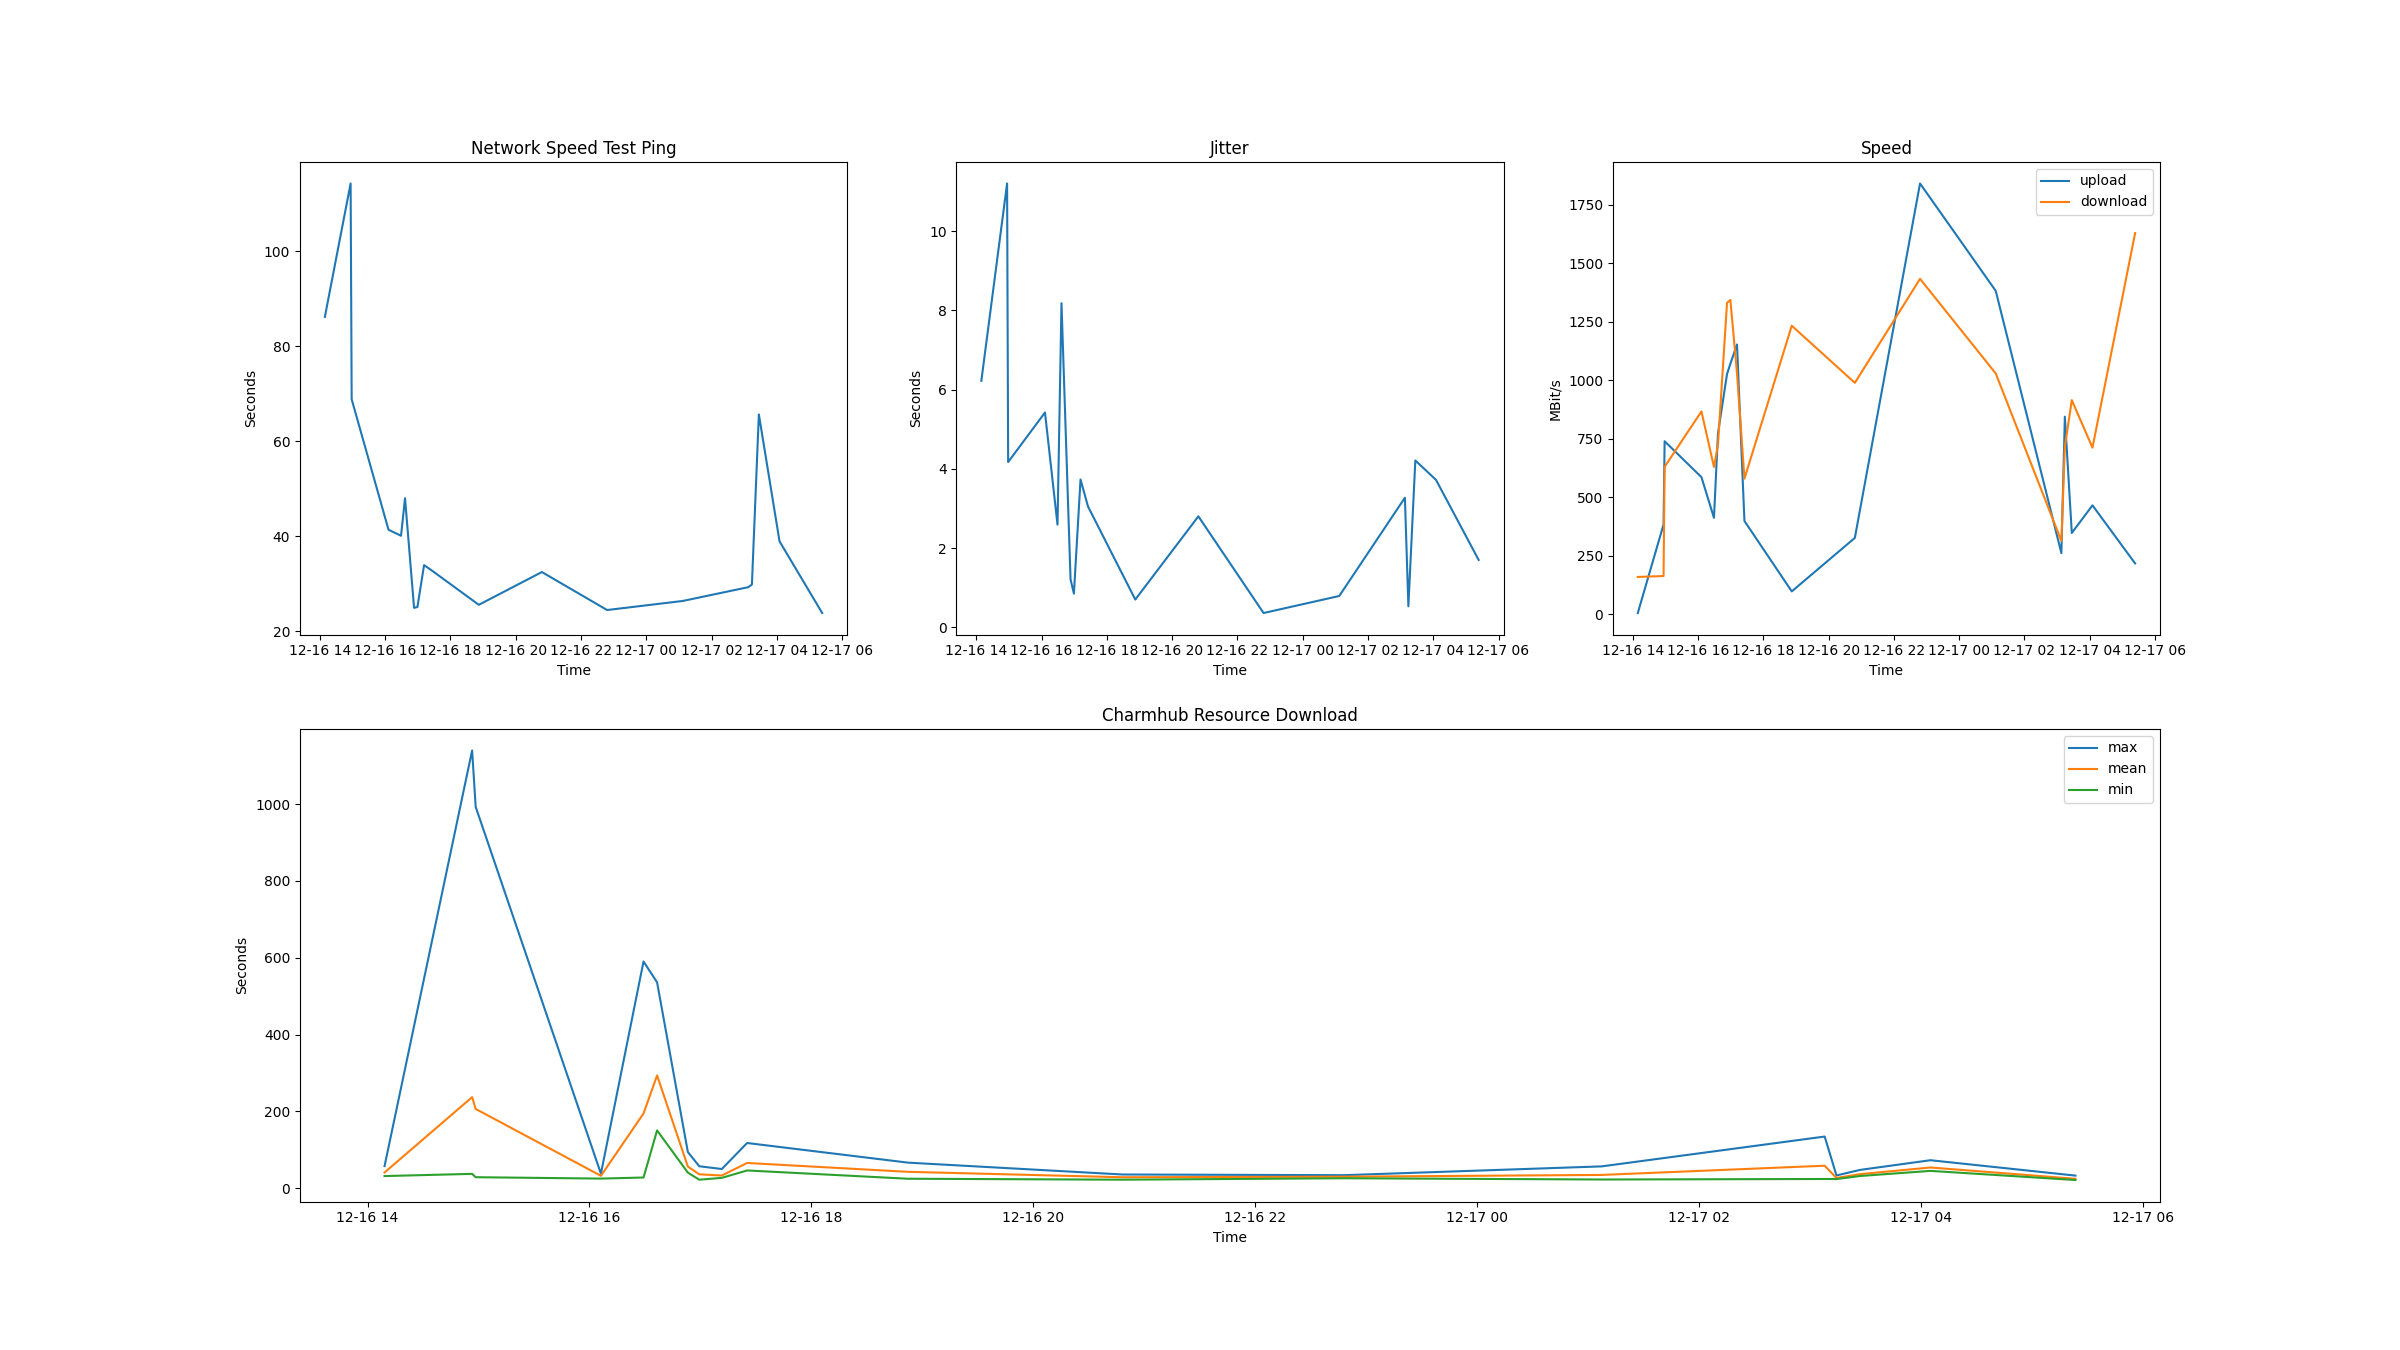 Network Speed Test Ping
Seconds
100
80
60
40
20
12-16 14 12-16 16 12-16 18 12-16 20 12-16 22 12-17 00 12-17 02 12-17 04 12-17 06
Time
Jitter
Seconds
10
8
6
4
2
0
12-16 14 12-16 16 12-16 18 12-16 20 12-16 22 12-17 00 12-17 02 12-17 04 12-17 06
Time
Speed
upload
download
MBit/s
1750
1500
1250
1000
750
500
250
0
12-16 14 12-16 16 12-16 18 12-16 20 12-16 22 12-17 00 12-17 02 12-17 04 12-17 06
Time
Charmhub Resource Download
max
mean
min
Seconds
1000
800
600
400
200
0
12-16 14 12-16 16 12-16 18 12-16 20 12-16 22 12-17 00 12-17 02 12-17 04 12-17 06
Time